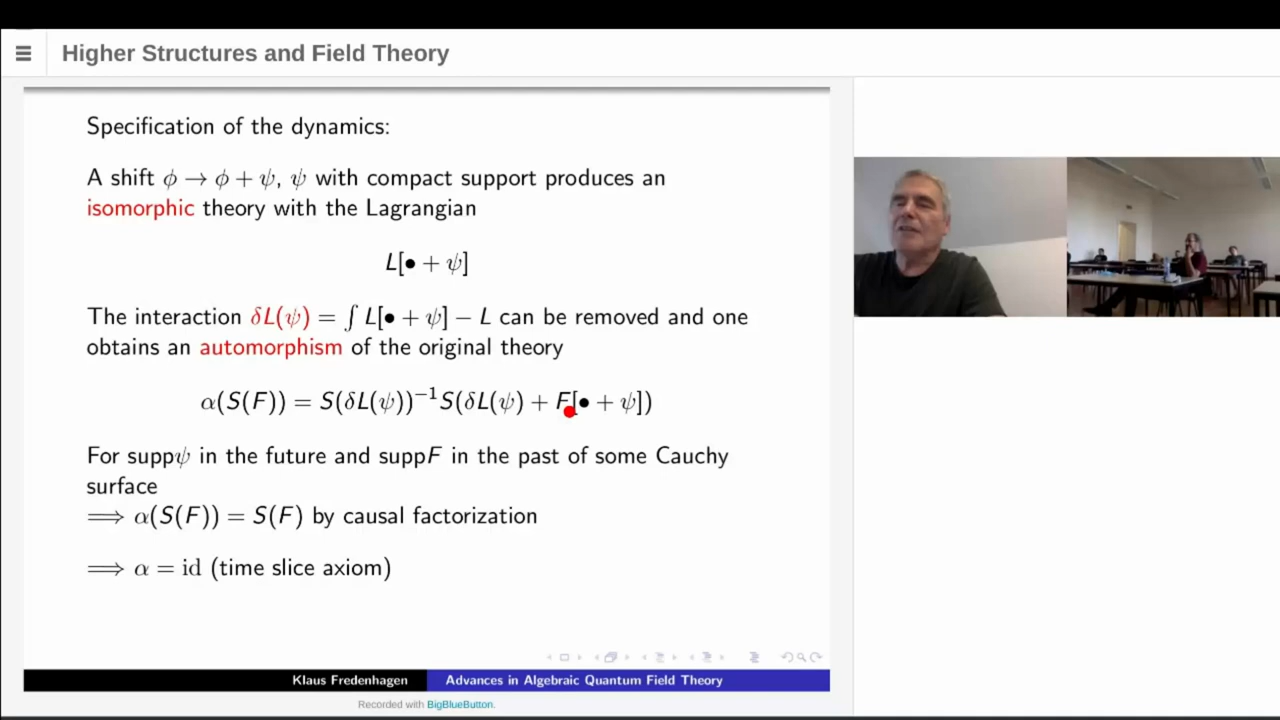 Higher Structures and Field Theory
Specification of the dynamics:
A shift ϕ → ϕ + ψ, ψ with compact support produces an
isomorphic theory with the Lagrangian
L[• + ψ]
The interaction δL(ψ) = ∫ L[• + ψ] − L can be removed and one
obtains an automorphism of the original theory
α(S(F)) = S(δL(ψ))⁻¹S(δL(ψ) + F[• + ψ])
For suppψ in the future and suppF in the past of some Cauchy
surface
⟹ α(S(F)) = S(F) by causal factorization
⟹ α = id (time slice axiom)
Klaus Fredenhagen Advances in Algebraic Quantum Field Theory
Recorded with BigBlueButton.